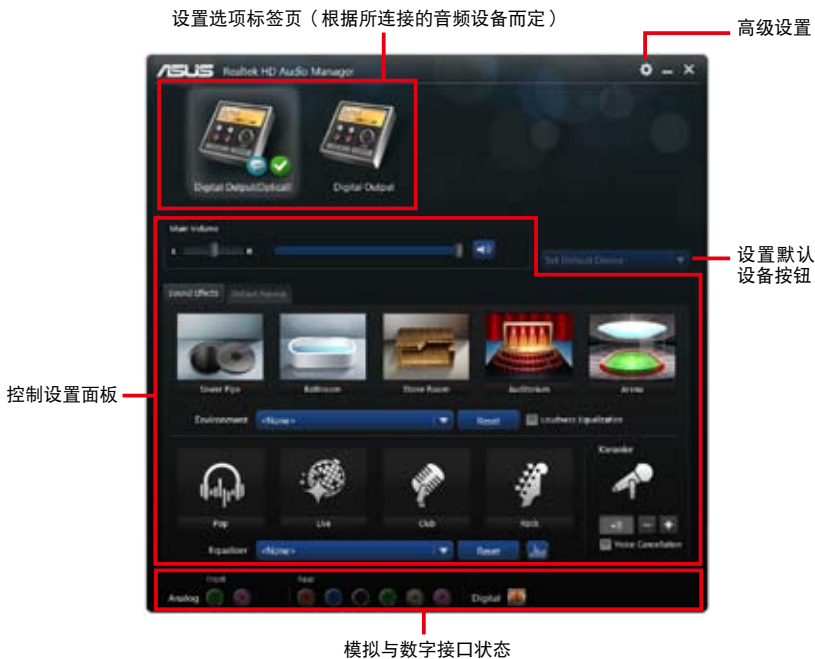 设置选项标签页（根据所连接的音频设备而定）
高级设置
ASUS Realtek HD Audio Manager
Digital Output(Optical)
Digital Output
Main Volume
L R
Set Default Device
设置默认
设备按钮
Sound Effects Default Format
控制设置面板
Sewer Pipe
Bathroom
Stone Room
Auditorium
Arena
Environment <None> Reset Loudness Equalization
Karaoke
Pop
Live
Club
Rock
+0
Equalizer <None> Reset
Voice Cancellation
Front Rear
Analog Digital
模拟与数字接口状态